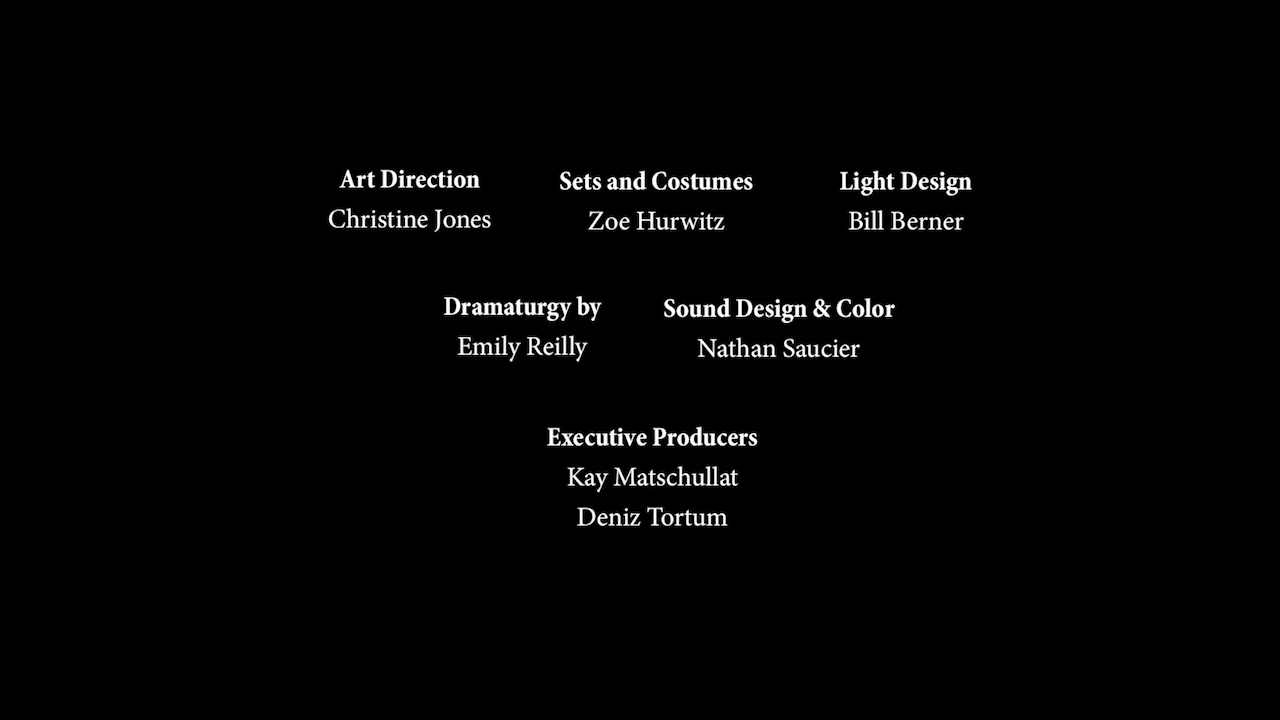 Art Direction
Christine Jones
Sets and Costumes
Zoe Hurwitz
Light Design
Bill Berner
Dramaturgy by
Emily Reilly
Sound Design & Color
Nathan Saucier
Executive Producers
Kay Matschullat
Deniz Tortum